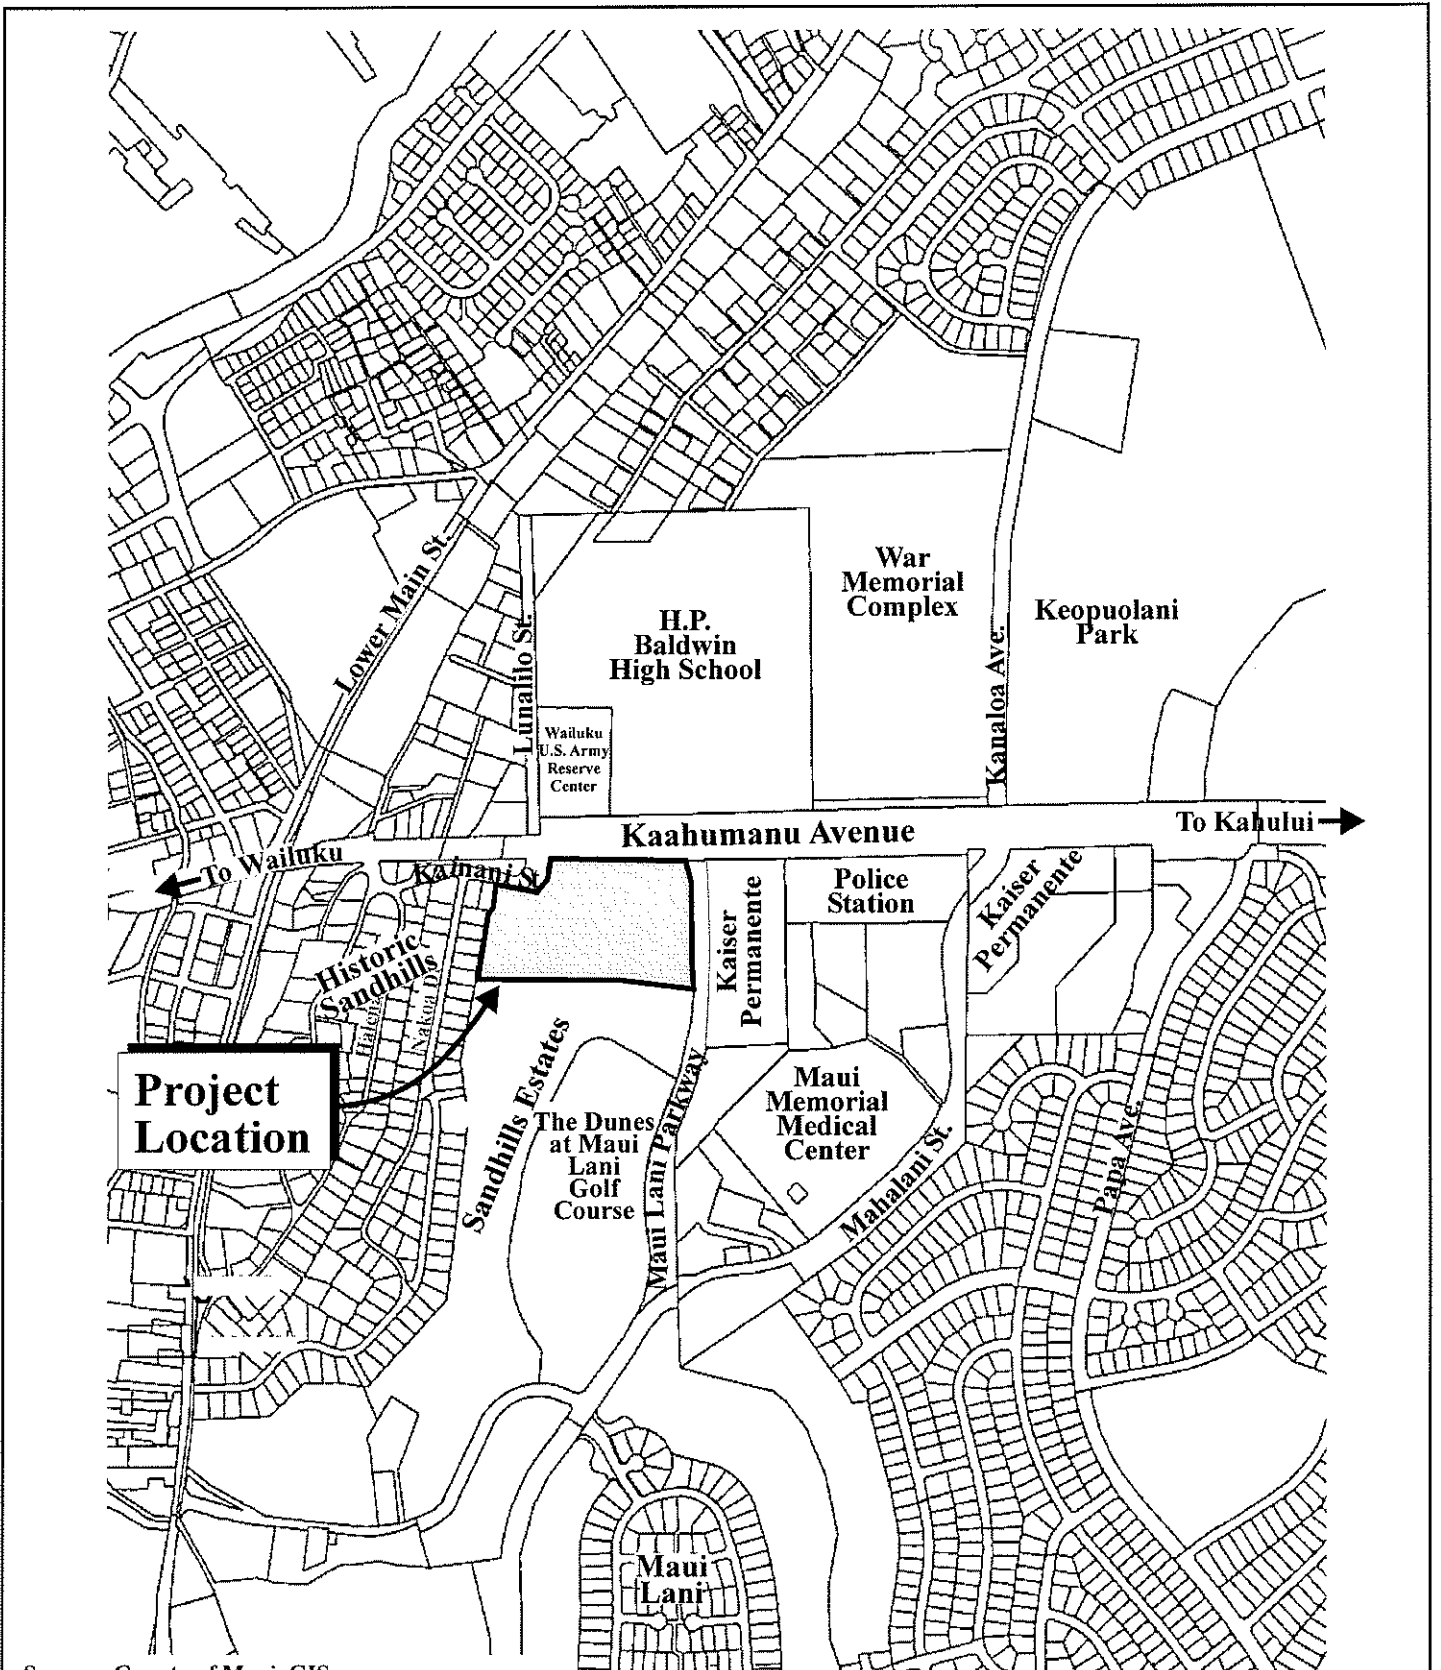 War
Memorial
Complex
Keopuolani
Park
H.P.
Baldwin
High School
Lower Main St.
Lunalilo St.
Kanaloa Ave.
Wailuku
U.S. Army
Reserve
Center
Kaahumanu Avenue
To Kahului
To Wailuku
Kainani St.
Police
Station
Kaiser
Permanente
Kaiser
Permanente
Historic
Sandhills
Project
Location
Sandhills Estates
The Dunes
at Maui
Lani
Golf
Course
Maui Lani Parkway
Maui
Memorial
Medical
Center
Mahalani St.
Papa Ave.
Maui
Lani